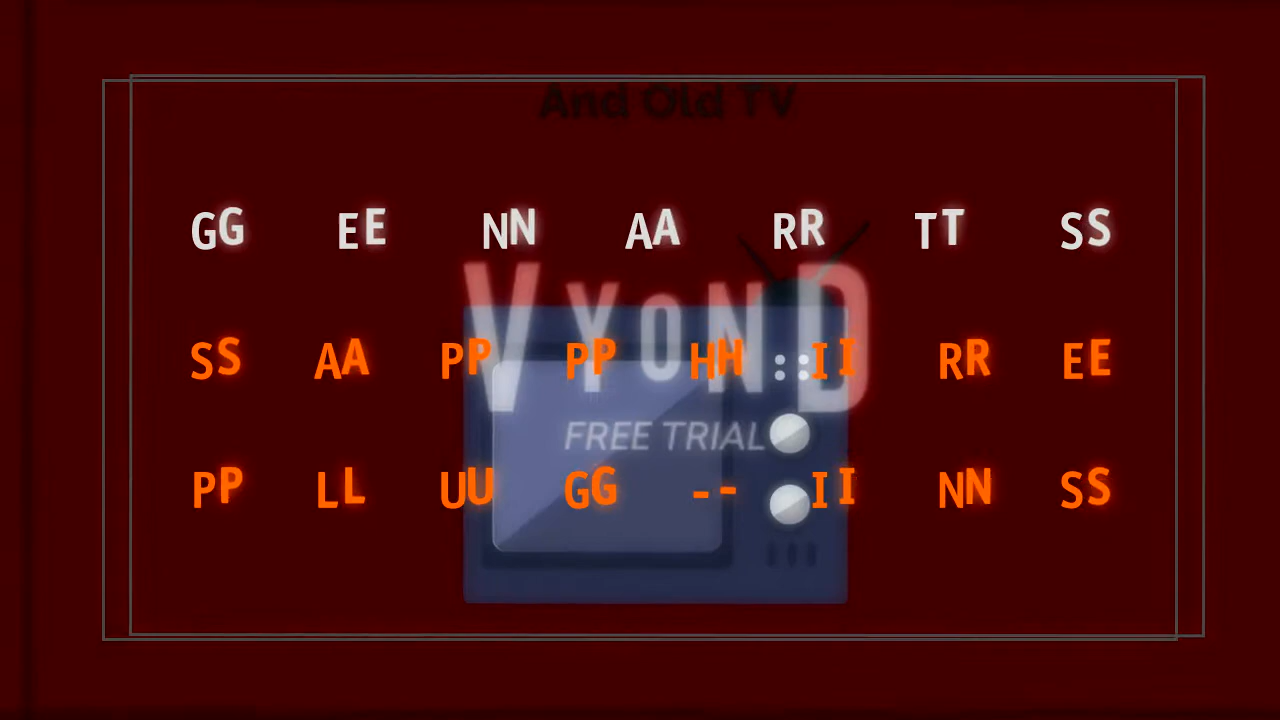 And Old TV
GG EE NN AA RR TT SS
VYOND
SS AA PP PP HH II RR EE
FREE TRIAL
PP LL UU GG -- II NN SS